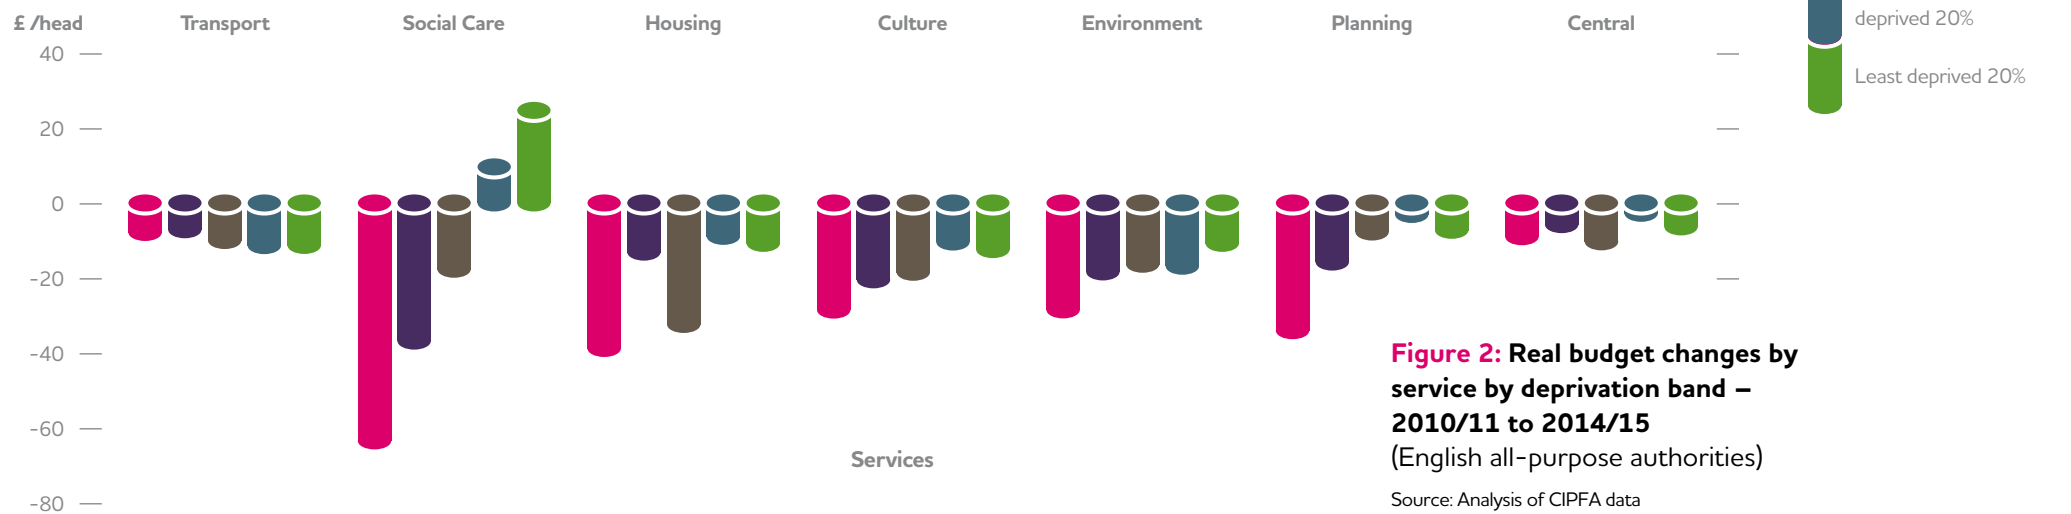 £ /head
Transport
Social Care
Housing
Culture
Environment
Planning
Central
deprived 20%
Least deprived 20%
40
20
0
-20
-40
-60
-80
Services
Figure 2: Real budget changes by
service by deprivation band –
2010/11 to 2014/15
(English all-purpose authorities)
Source: Analysis of CIPFA data